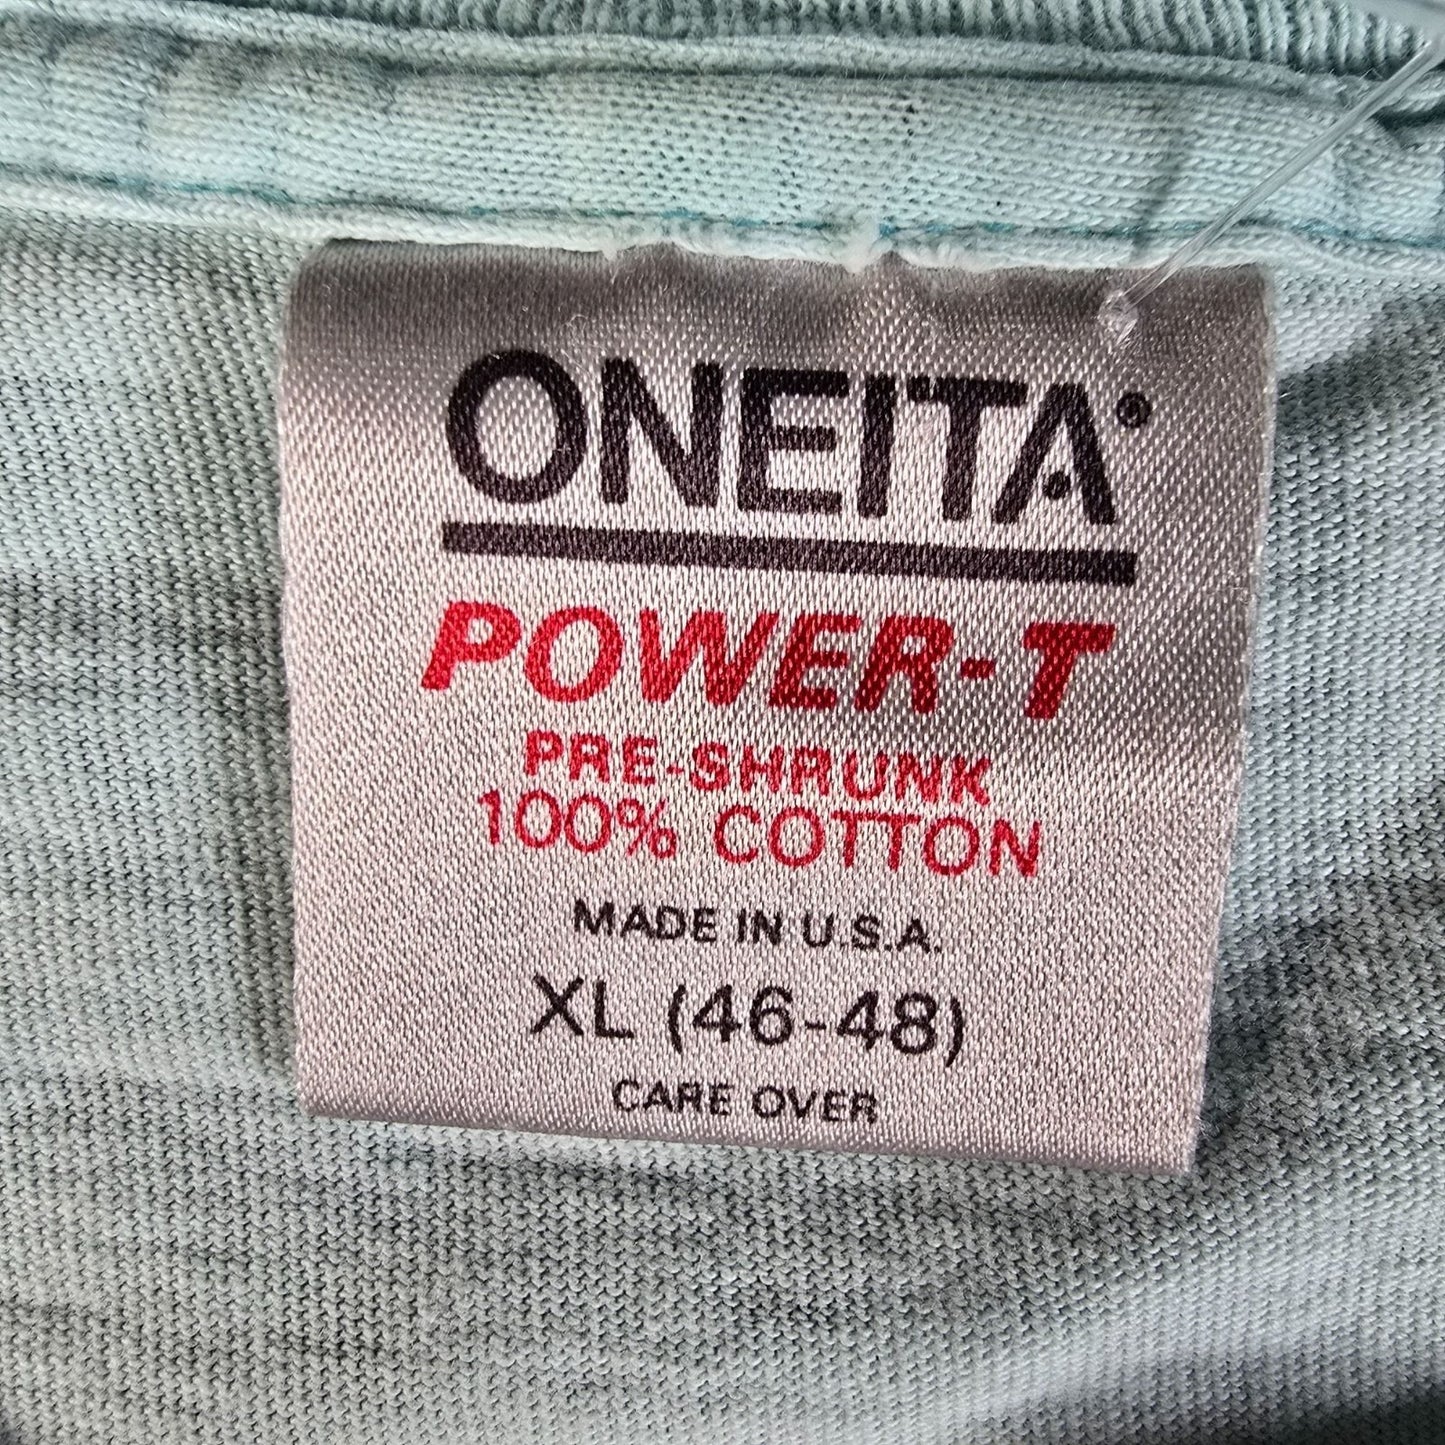 ONEITA®
POWER-T
PRE-SHRUNK
100% COTTON
MADE IN U.S.A.
XL (46-48)
CARE OVER